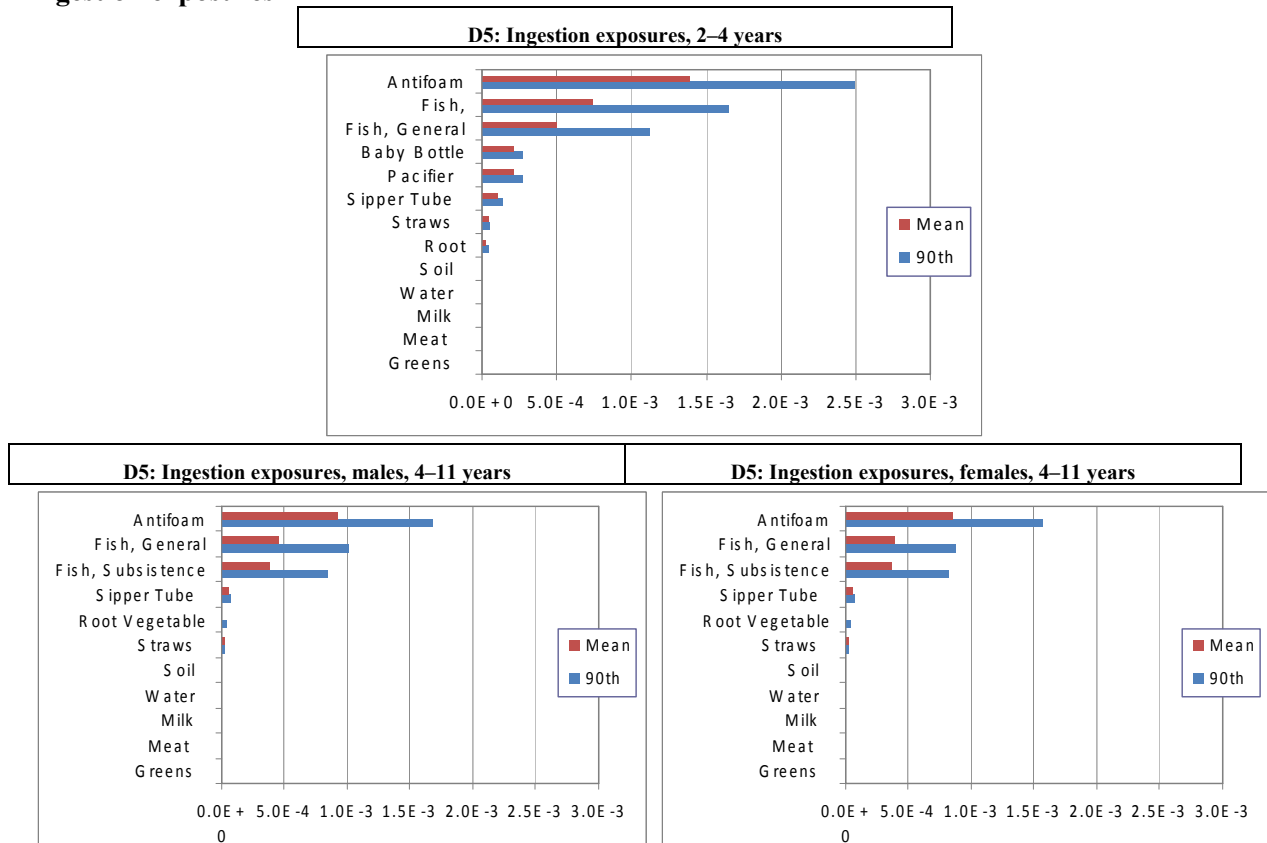 D5: Ingestion exposures, 2–4 years
Antifoam
Fish,
Fish, General
Baby Bottle
Pacifier
Sipper Tube
Straws
Root
Soil
Water
Milk
Meat
Greens
Mean
90th
0.0E+0 5.0E-4 1.0E-3 1.5E-3 2.0E-3 2.5E-3 3.0E-3
D5: Ingestion exposures, males, 4–11 years
Antifoam
Fish, General
Fish, Subsistence
Sipper Tube
Root Vegetable
Straws
Soil
Water
Milk
Meat
Greens
Mean
90th
0.0E+ 5.0E-4 1.0E-3 1.5E-3 2.0E-3 2.5E-3 3.0E-3
0
D5: Ingestion exposures, females, 4–11 years
Antifoam
Fish, General
Fish, Subsistence
Sipper Tube
Root Vegetable
Straws
Soil
Water
Milk
Meat
Greens
Mean
90th
0.0E+ 5.0E-4 1.0E-3 1.5E-3 2.0E-3 2.5E-3 3.0E-3
0